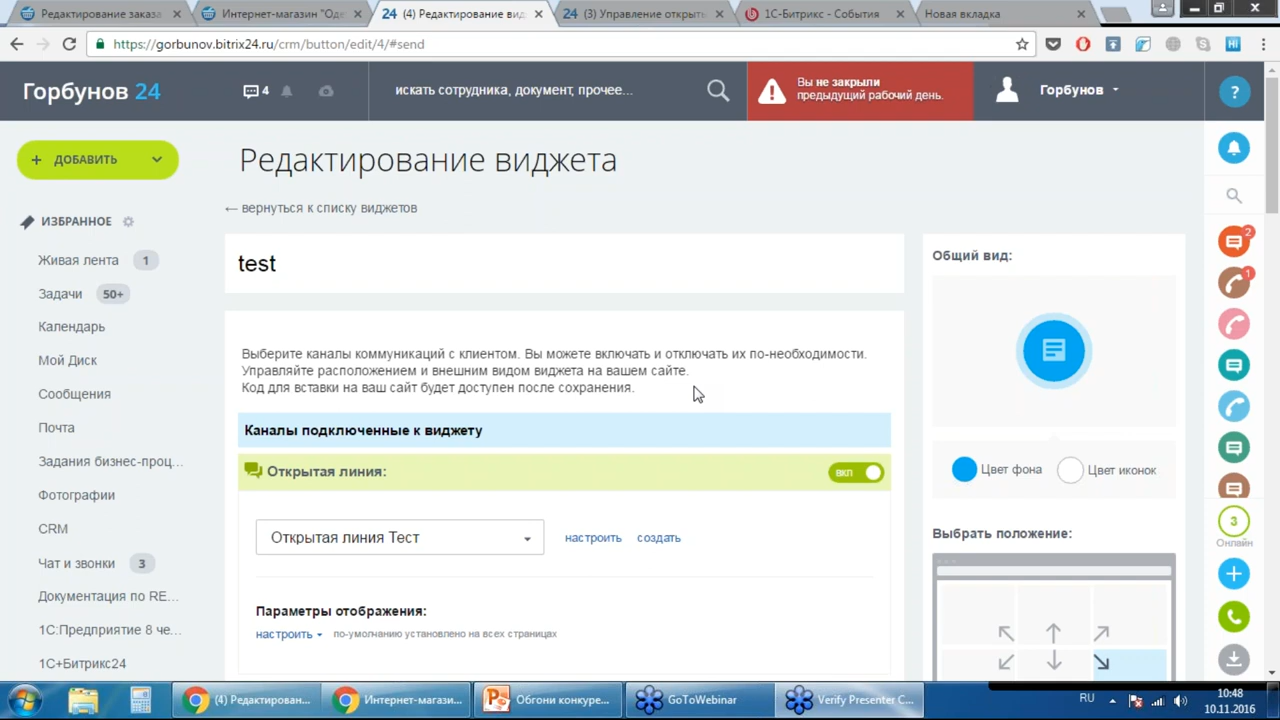 Редактирование заказа
Интернет-магазин "Оде
24 (4) Редактирование вид
24 (3) Управление открыть
1С-Битрикс - События
Новая вкладка
https://gorbunov.bitrix24.ru/crm/button/edit/4/#send
Горбунов 24
4
искать сотрудника, документ, прочее...
Вы не закрыли
предыдущий рабочий день.
Горбунов
?
+ ДОБАВИТЬ
Редактирование виджета
← вернуться к списку виджетов
ИЗБРАННОЕ
Живая лента 1
Задачи 50+
Календарь
Мой Диск
Сообщения
Почта
Задания бизнес-проц...
Фотографии
CRM
Чат и звонки 3
Документация по RE...
1С:Предприятие 8 че...
1С+Битрикс24
test
Выберите каналы коммуникаций с клиентом. Вы можете включать и отключать их по-необходимости.
Управляйте расположением и внешним видом виджета на вашем сайте.
Код для вставки на ваш сайт будет доступен после сохранения.
Каналы подключенные к виджету
Открытая линия:
вкл
Открытая линия Тест
настроить
создать
Параметры отображения:
настроить
по-умолчанию установлено на всех страницах
Общий вид:
Цвет фона
Цвет иконок
Выбрать положение:
2
1
3
Онлайн
(4) Редактирован...
Интернет-магази...
Обгони конкуре...
GoToWebinar
Verify Presenter C...
RU
10:48
10.11.2016